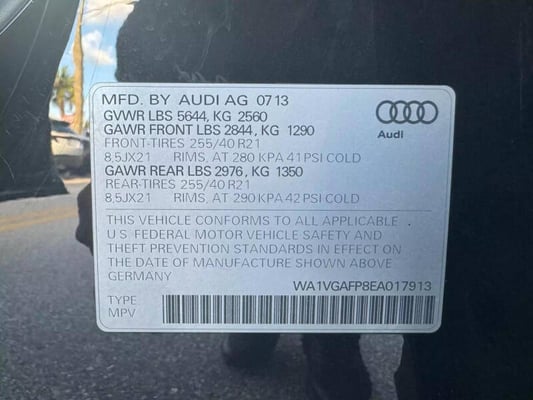 MFD. BY AUDI AG 07 13
GVWR LBS 5644, KG 2560
GAWR FRONT LBS 2844, KG 1290
FRONT-TIRES 255/40 R21
8,5JX21 RIMS, AT 280 KPA 41 PSI COLD
GAWR REAR LBS 2976, KG 1350
REAR-TIRES 255/40 R21
8,5JX21 RIMS, AT 290 KPA 42 PSI COLD
Audi
THIS VEHICLE CONFORMS TO ALL APPLICABLE
U.S. FEDERAL MOTOR VEHICLE SAFETY AND
THEFT PREVENTION STANDARDS IN EFFECT ON
THE DATE OF MANUFACTURE SHOWN ABOVE.
GERMANY
WA1VGAFP8EA017913
TYPE
MPV